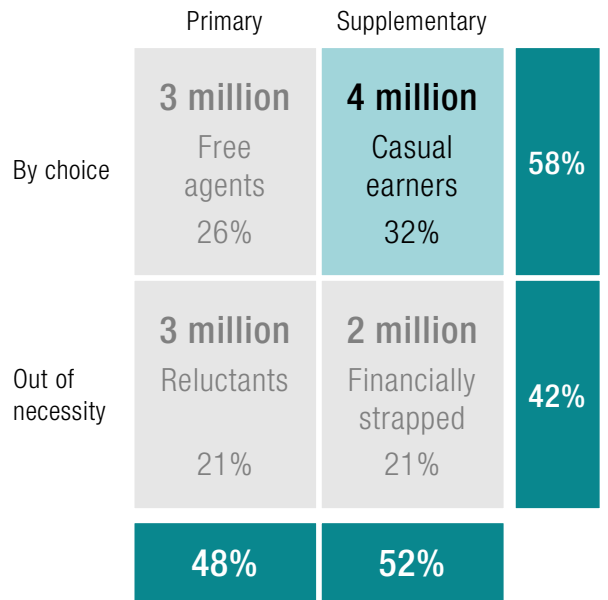 Primary
Supplementary
By choice
3 million
Free
agents
26%
4 million
Casual
earners
32%
58%
Out of
necessity
3 million
Reluctants
21%
2 million
Financially
strapped
21%
42%
48%
52%